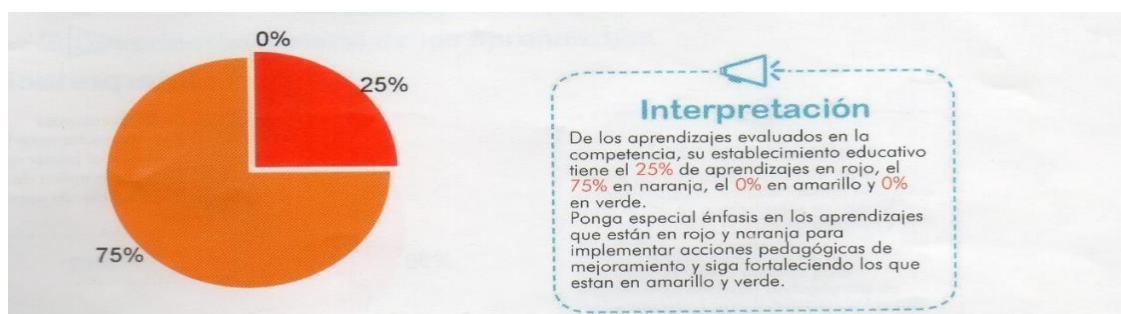 0%
25%
75%
Interpretación
De los aprendizajes evaluados en la
competencia, su establecimiento educativo
tiene el 25% de aprendizajes en rojo, el
75% en naranja, el 0% en amarillo y 0%
en verde.
Ponga especial énfasis en los aprendizajes
que están en rojo y naranja para
implementar acciones pedagógicas de
mejoramiento y siga fortaleciendo los que
estan en amarillo y verde.